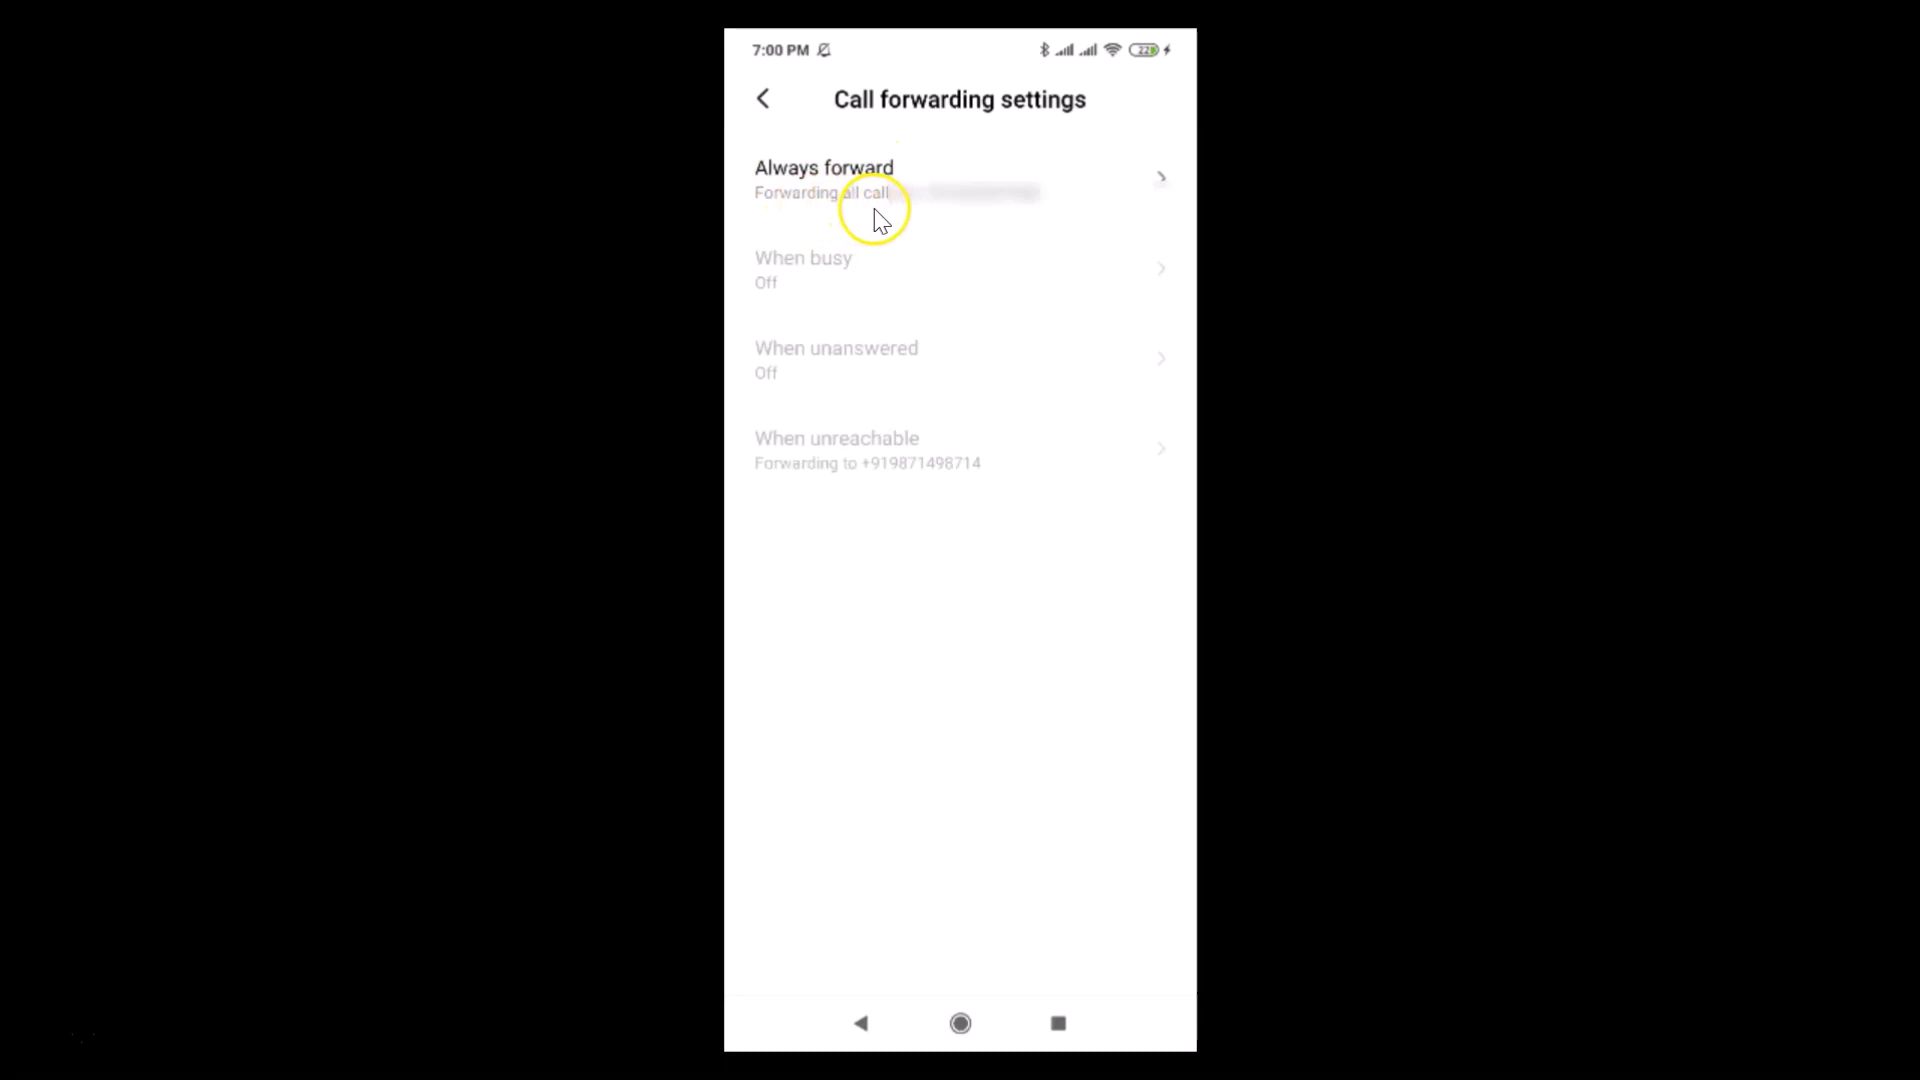 7:00 PM
22
Call forwarding settings
Always forward
Forwarding all call
When busy
Off
When unanswered
Off
When unreachable
Forwarding to +919871498714